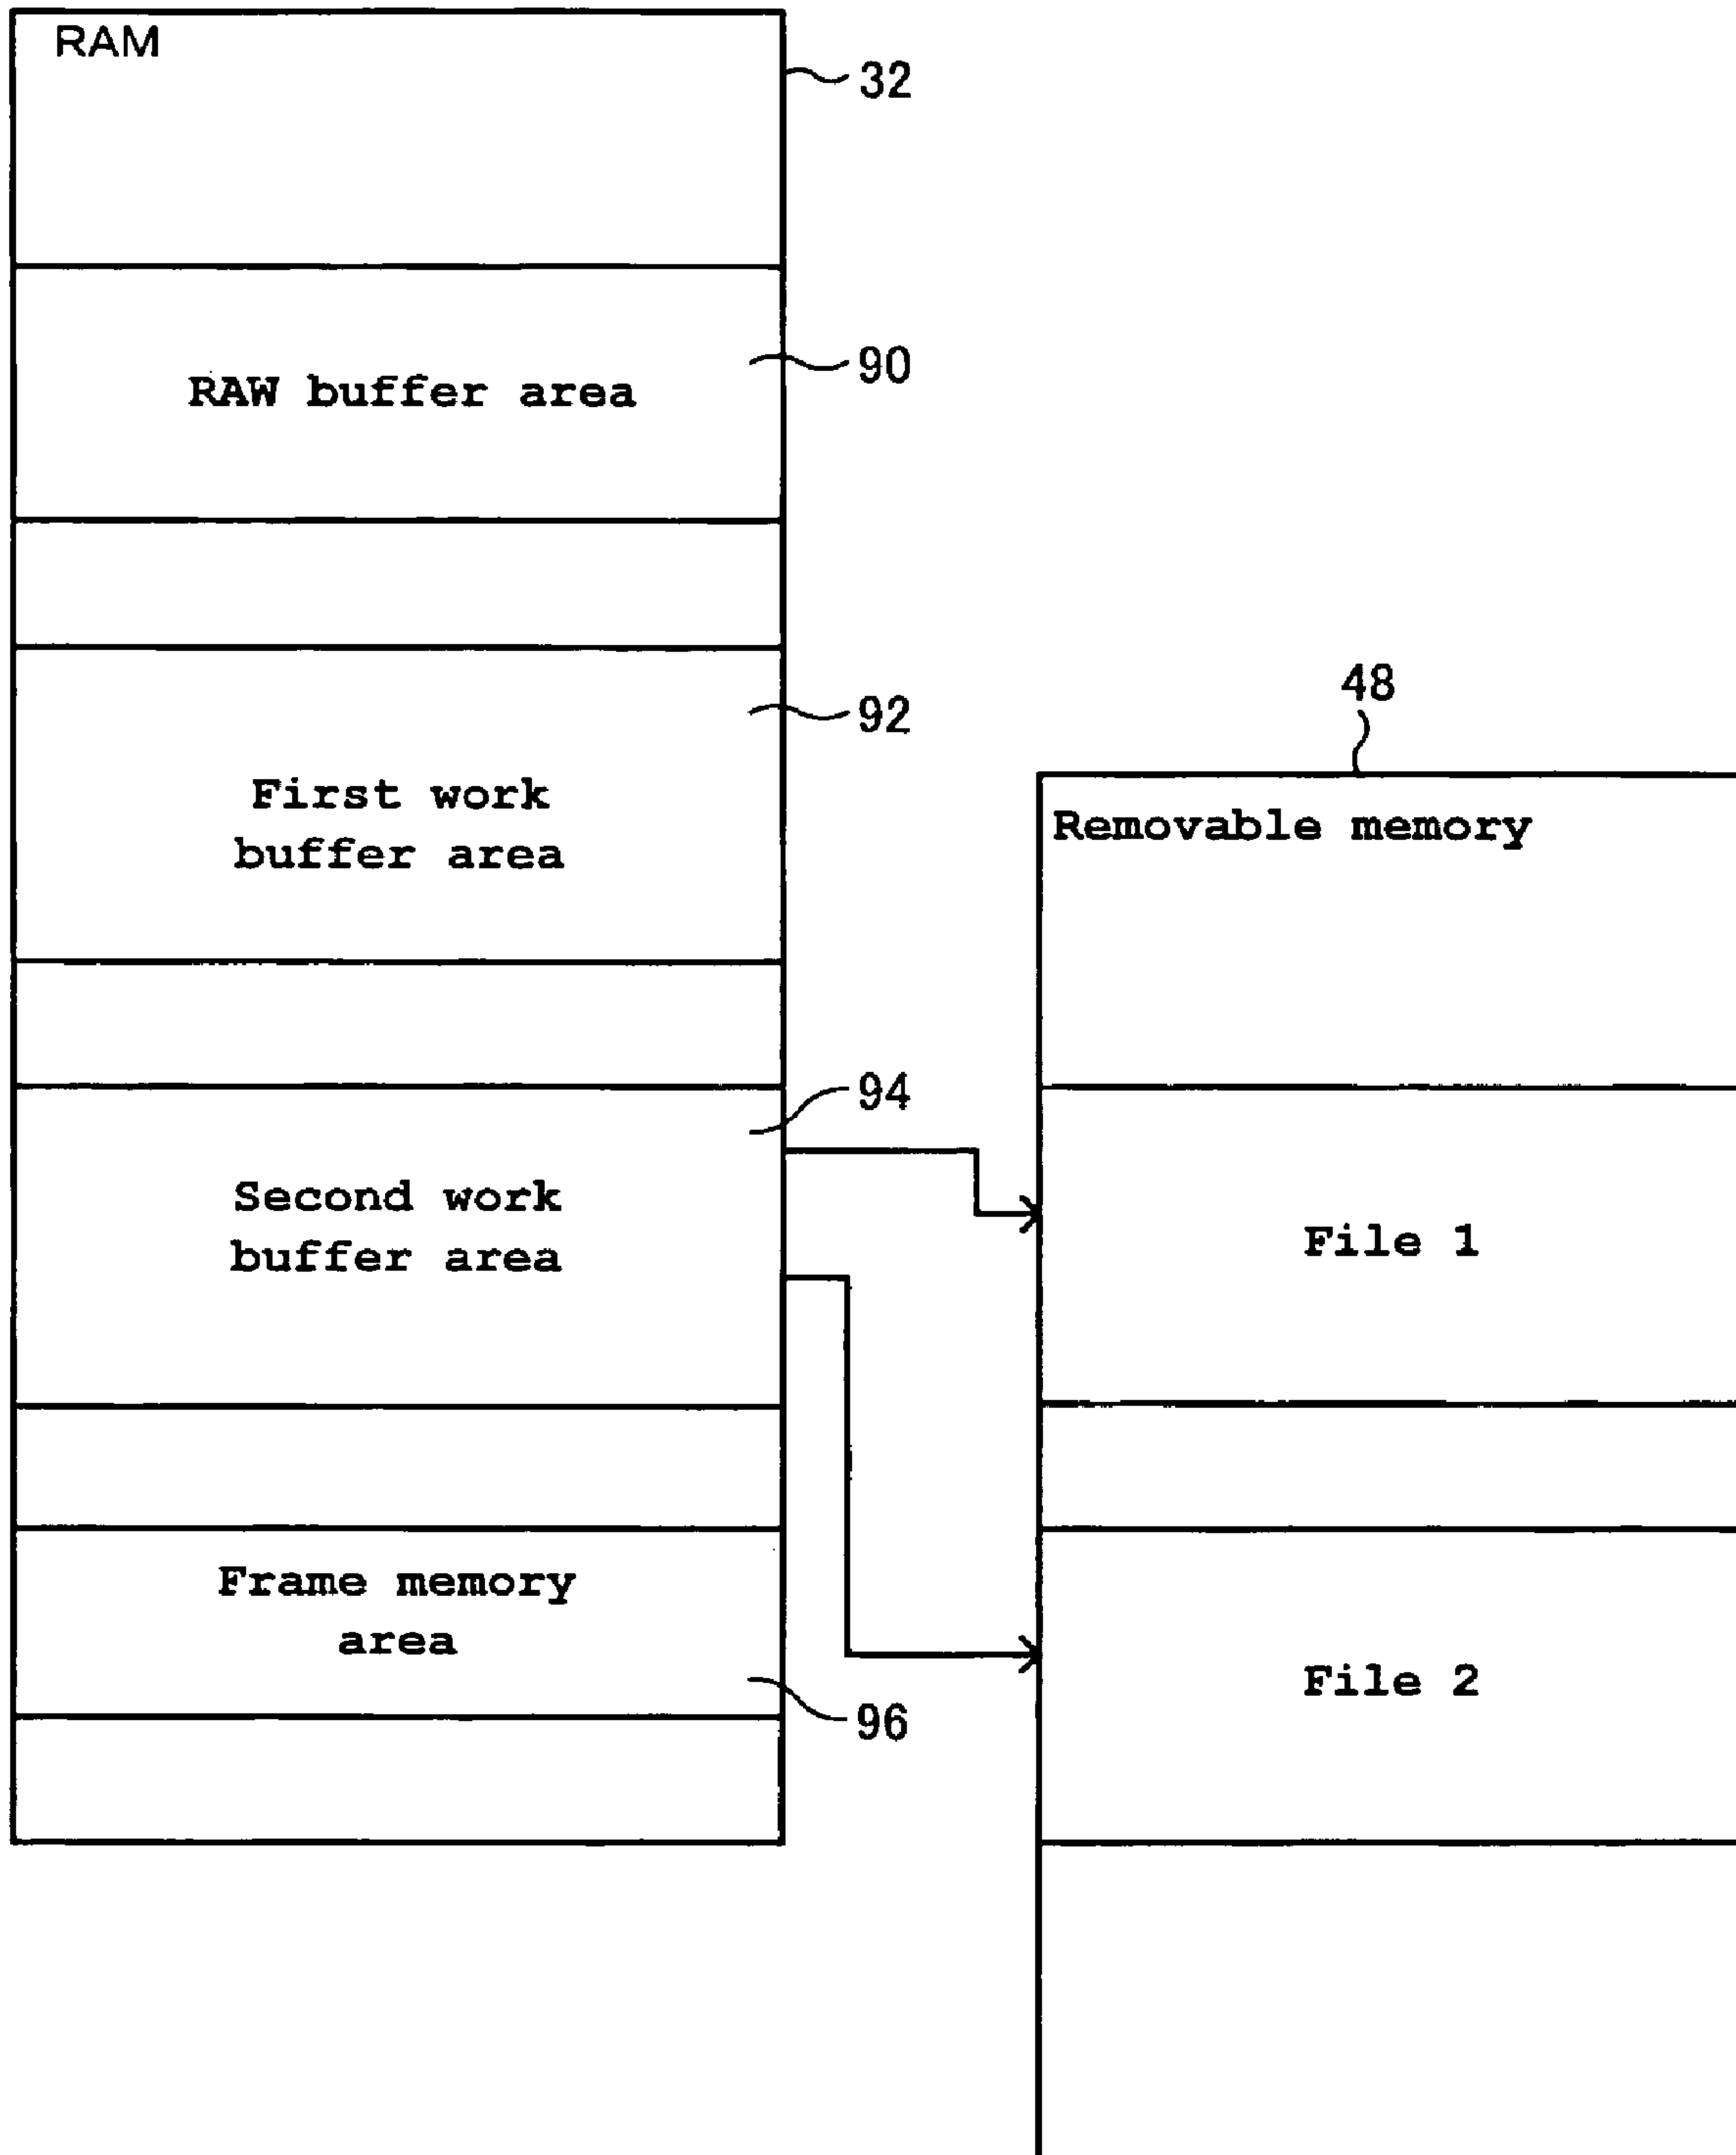 RAM
32
RAW buffer area
90
92
First work
buffer area
94
Second work
buffer area
Frame memory
area
96
48
Removable memory
File 1
File 2